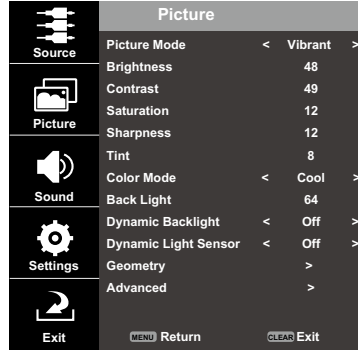 Picture
Source
Picture
Sound
Settings
Exit
Picture Mode < Vibrant >
Brightness 48
Contrast 49
Saturation 12
Sharpness 12
Tint 8
Color Mode < Cool >
Back Light 64
Dynamic Backlight < Off >
Dynamic Light Sensor < Off >
Geometry >
Advanced >
MENU Return CLEAR Exit